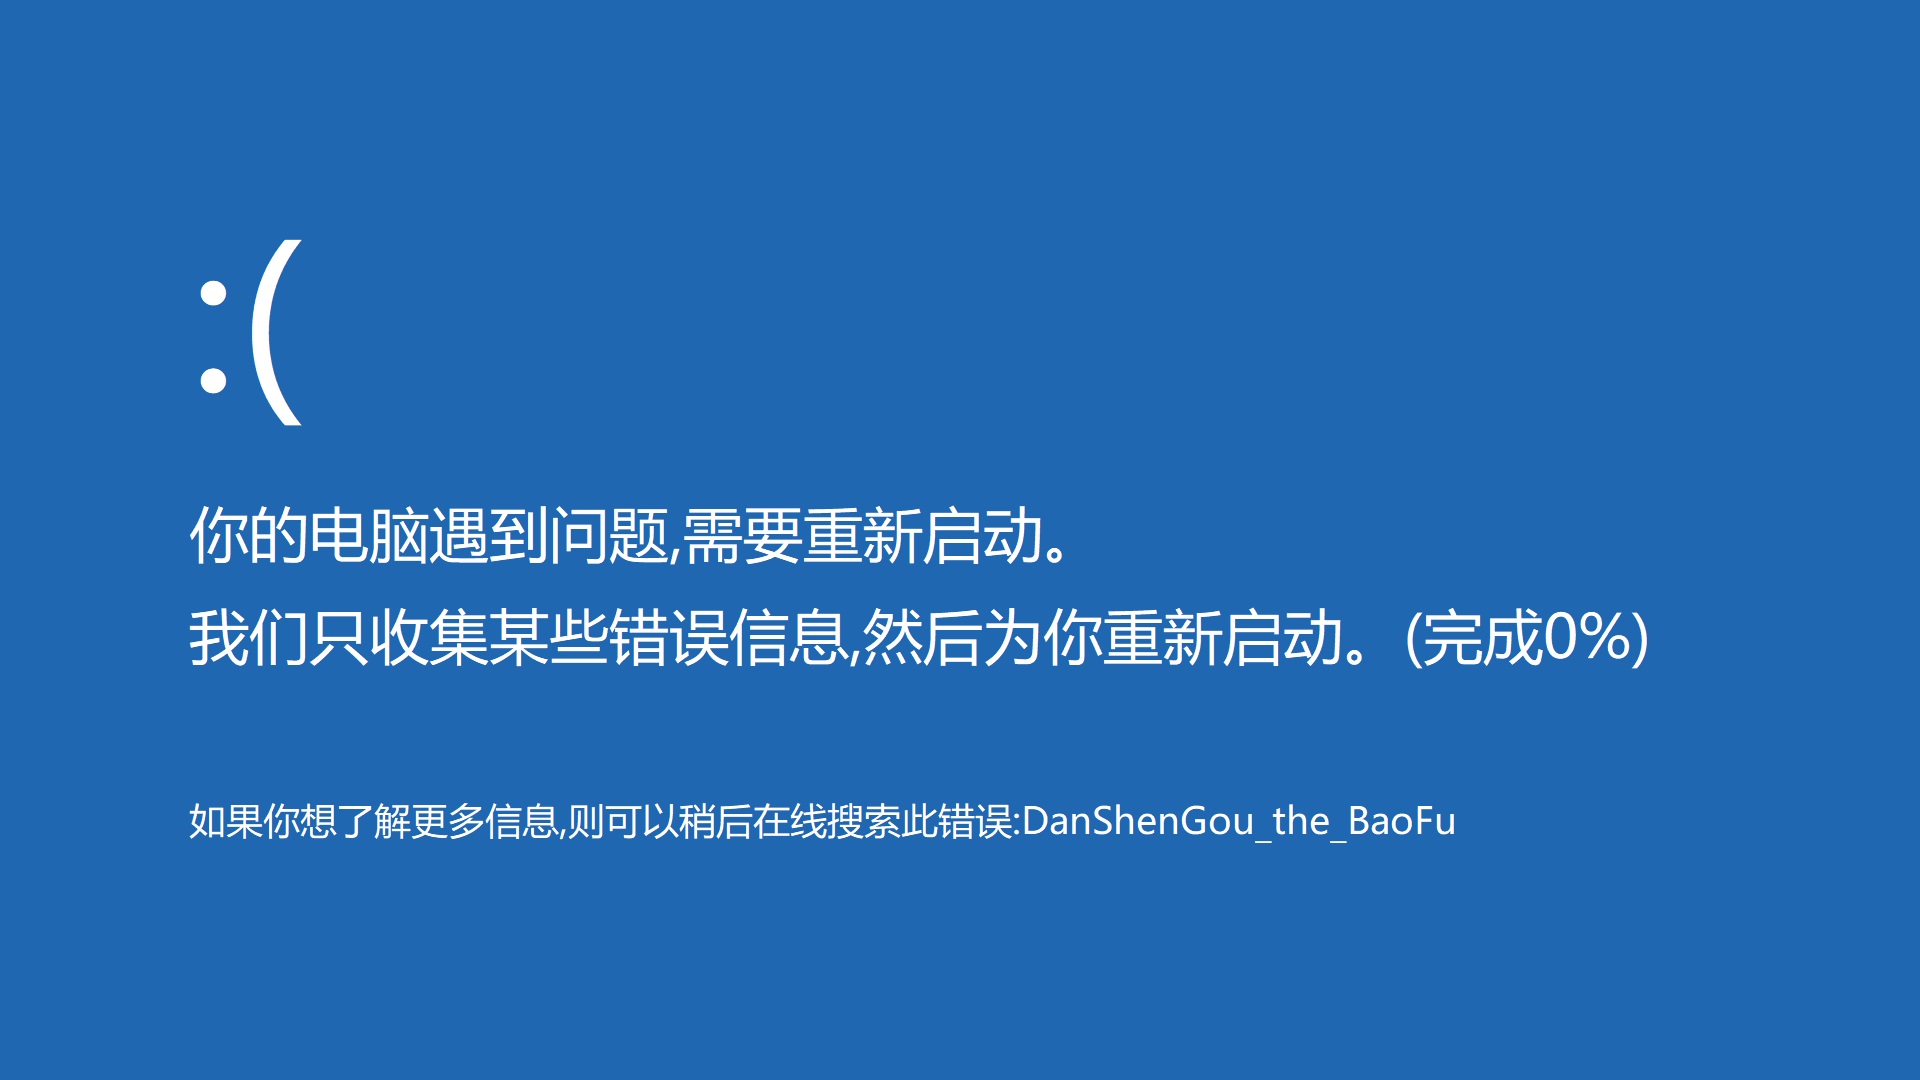 :(
你的电脑遇到问题,需要重新启动。
我们只收集某些错误信息,然后为你重新启动。(完成0%)
如果你想了解更多信息,则可以稍后在线搜索此错误:DanShenGou_the_BaoFu